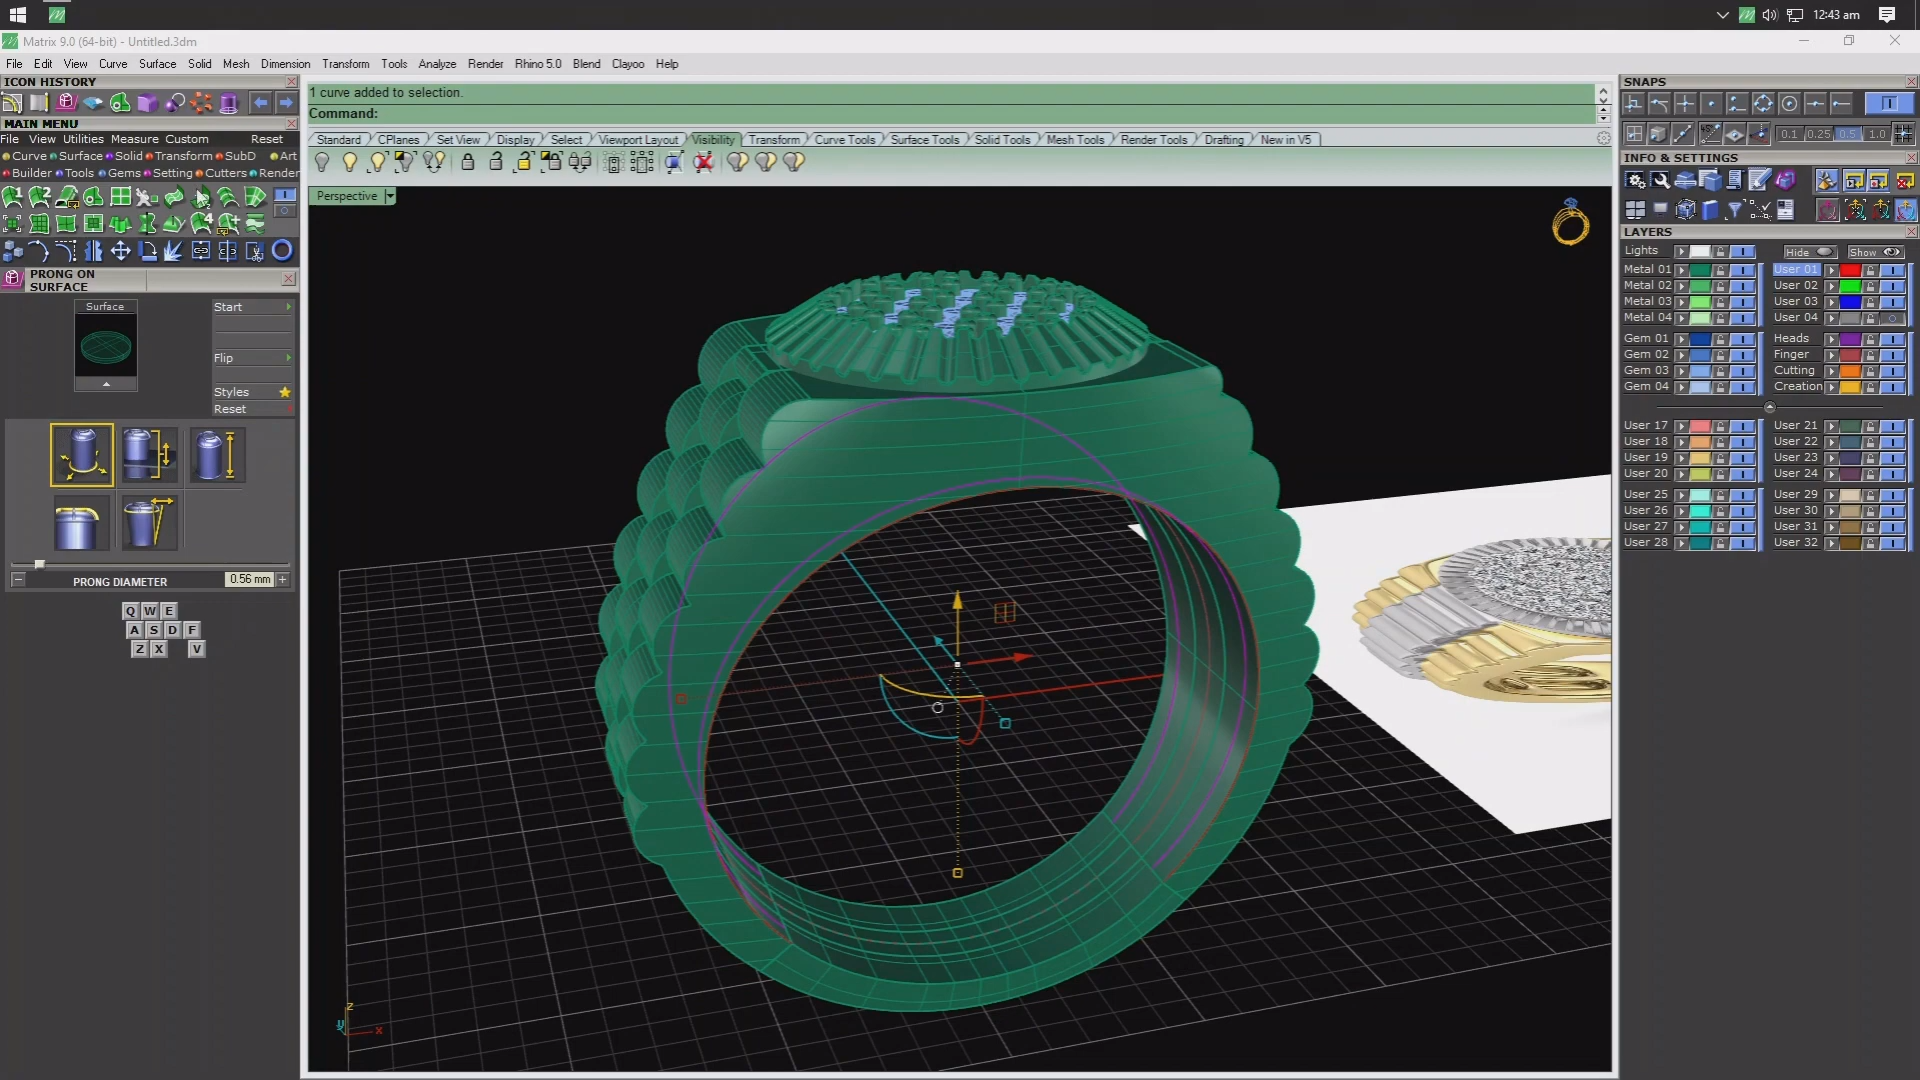 12:43 am
Matrix 9.0 (64-bit) - Untitled.3dm
File Edit View Curve Surface Solid Mesh Dimension Transform Tools Analyze Render Rhino 5.0 Blend Clayoo Help
ICON HISTORY
MAIN MENU
File View Utilities Measure Custom Reset
Curve Surface Solid Transform SubD Art
Builder Tools Gems Setting Cutters Render
PRONG ON
SURFACE
Surface
Start
Flip
Styles
Reset
PRONG DIAMETER 0.56 mm
Q W E
A S D F
Z X V
1 curve added to selection.
Command:
Standard CPlanes Set View Display Select Viewport Layout Visibility Transform Curve Tools Surface Tools Solid Tools Mesh Tools Render Tools Drafting New in V5
Perspective
z
y
x
SNAPS
0.1 0.25 0.5 1.0
INFO & SETTINGS
LAYERS
Lights Hide Show
Metal 01 User 01
Metal 02 User 02
Metal 03 User 03
Metal 04 User 04
Gem 01 Heads
Gem 02 Finger
Gem 03 Cutting
Gem 04 Creation
User 17 User 21
User 18 User 22
User 19 User 23
User 20 User 24
User 25 User 29
User 26 User 30
User 27 User 31
User 28 User 32